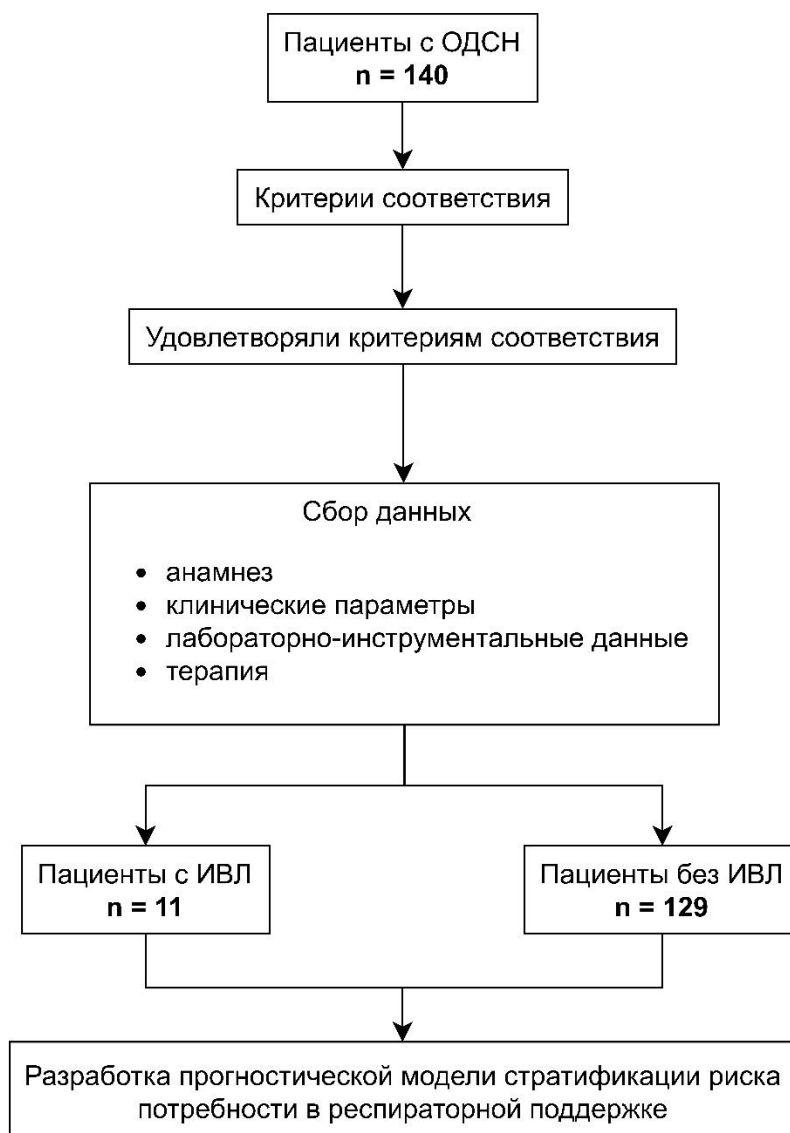 Пациенты с ОДСН
n = 140
Критерии соответствия
Удовлетворяли критериям соответствия
Сбор данных
• анамнез
• клинические параметры
• лабораторно-инструментальные данные
• терапия
Пациенты с ИВЛ
n = 11
Пациенты без ИВЛ
n = 129
Разработка прогностической модели стратификации риска
потребности в респираторной поддержке